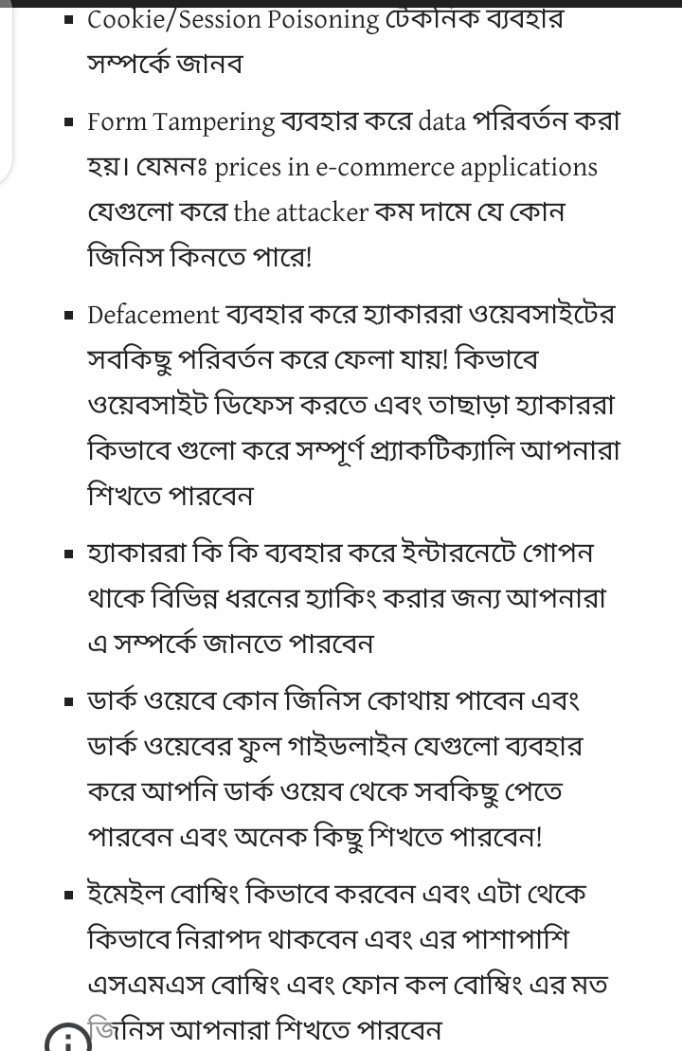 Cookie/Session Poisoning টেকনিক ব্যবহার
সম্পর্কে জানব
Form Tampering ব্যবহার করে data পরিবর্তন করা
হয়। যেমনঃ prices in e-commerce applications
যেগুলো করে the attacker কম দামে যে কোন
জিনিস কিনতে পারে!
Defacement ব্যবহার করে হ্যাকাররা ওয়েবসাইটের
সবকিছু পরিবর্তন করে ফেলা যায়! কিভাবে
ওয়েবসাইট ডিফেস করতে এবং তাছাড়া হ্যাকাররা
কিভাবে গুলো করে সম্পূর্ণ প্র্যাকটিক্যালি আপনারা
শিখতে পারবেন
হ্যাকাররা কি কি ব্যবহার করে ইন্টারনেটে গোপন
থাকে বিভিন্ন ধরনের হ্যাকিং করার জন্য আপনারা
এ সম্পর্কে জানতে পারবেন
ডার্ক ওয়েবে কোন জিনিস কোথায় পাবেন এবং
ডার্ক ওয়েবের ফুল গাইডলাইন যেগুলো ব্যবহার
করে আপনি ডার্ক ওয়েব থেকে সবকিছু পেতে
পারবেন এবং অনেক কিছু শিখতে পারবেন!
ইমেইল বোম্বিং কিভাবে করবেন এবং এটা থেকে
কিভাবে নিরাপদ থাকবেন এবং এর পাশাপাশি
এসএমএস বোম্বিং এবং ফোন কল বোম্বিং এর মত
জিনিস আপনারা শিখতে পারবেন